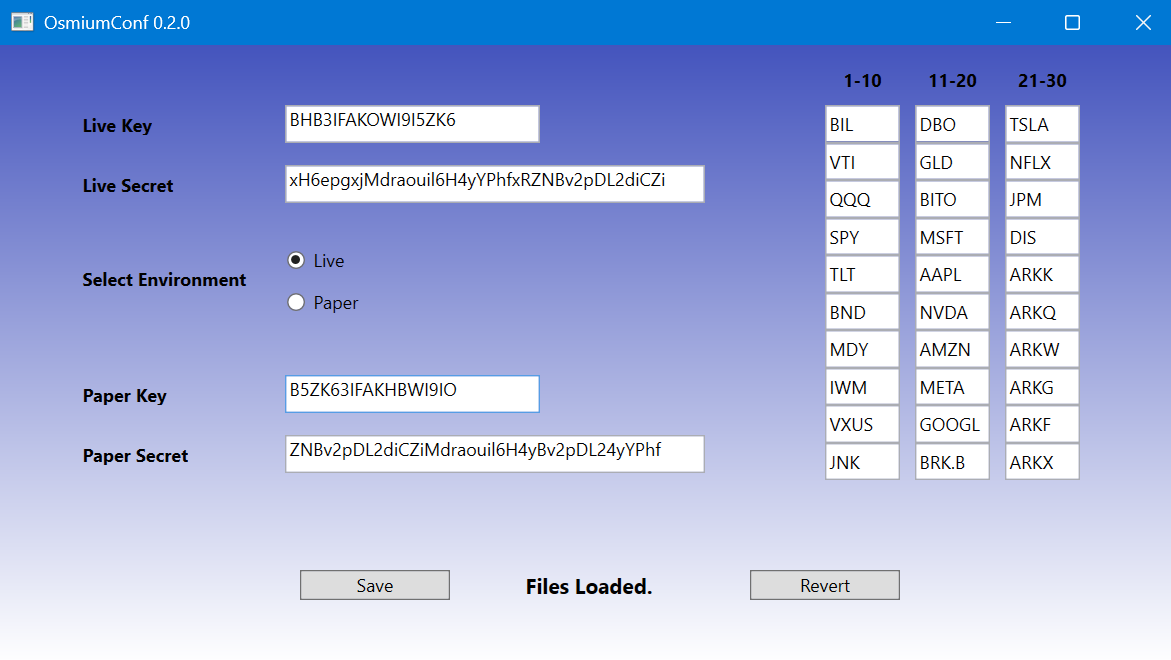 OsmiumConf 0.2.0
1-10 11-20 21-30
Live Key BHB3IFAKOWI9I5ZK6
Live Secret xH6epgxjMdraouil6H4yYPhfxRZNBv2pDL2diCZi
Select Environment
Live
Paper
Paper Key B5ZK63IFAKHBWI9IO
Paper Secret ZNBv2pDL2diCZiMdraouil6H4yBv2pDL24yYPhf
BIL DBO TSLA
VTI GLD NFLX
QQQ BITO JPM
SPY MSFT DIS
TLT AAPL ARKK
BND NVDA ARKQ
MDY AMZN ARKW
IWM META ARKG
VXUS GOOGL ARKF
JNK BRK.B ARKX
Save Files Loaded. Revert